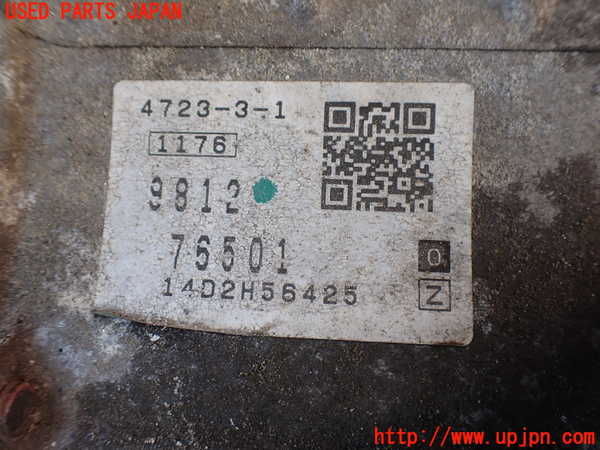 USED PARTS JAPAN
4723-3-1
1176
9812
76501
0
14D2H56425
Z
http://www.upjpn.com/